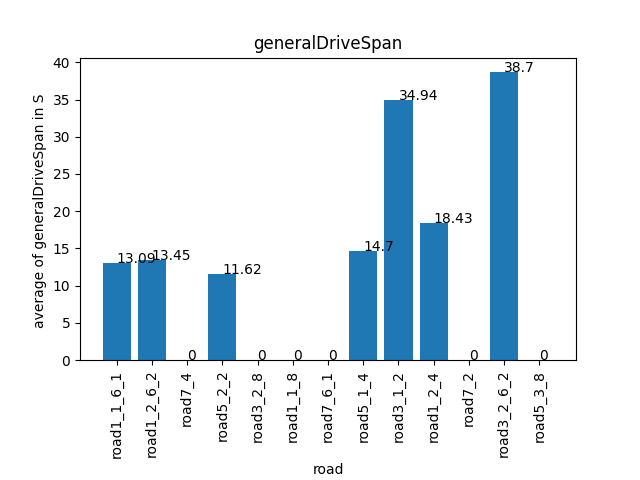 generalDriveSpan
average of generalDriveSpan in S
40
35
30
25
20
15
10
5
0
13.09
13.45
0
11.62
0
0
0
14.7
34.94
18.43
0
38.7
0
road1_1_6_1
road1_2_6_2
road7_4
road5_2_2
road3_2_8
road1_1_8
road7_6_1
road5_1_4
road3_1_2
road1_2_4
road7_2
road3_2_6_2
road5_3_8
road